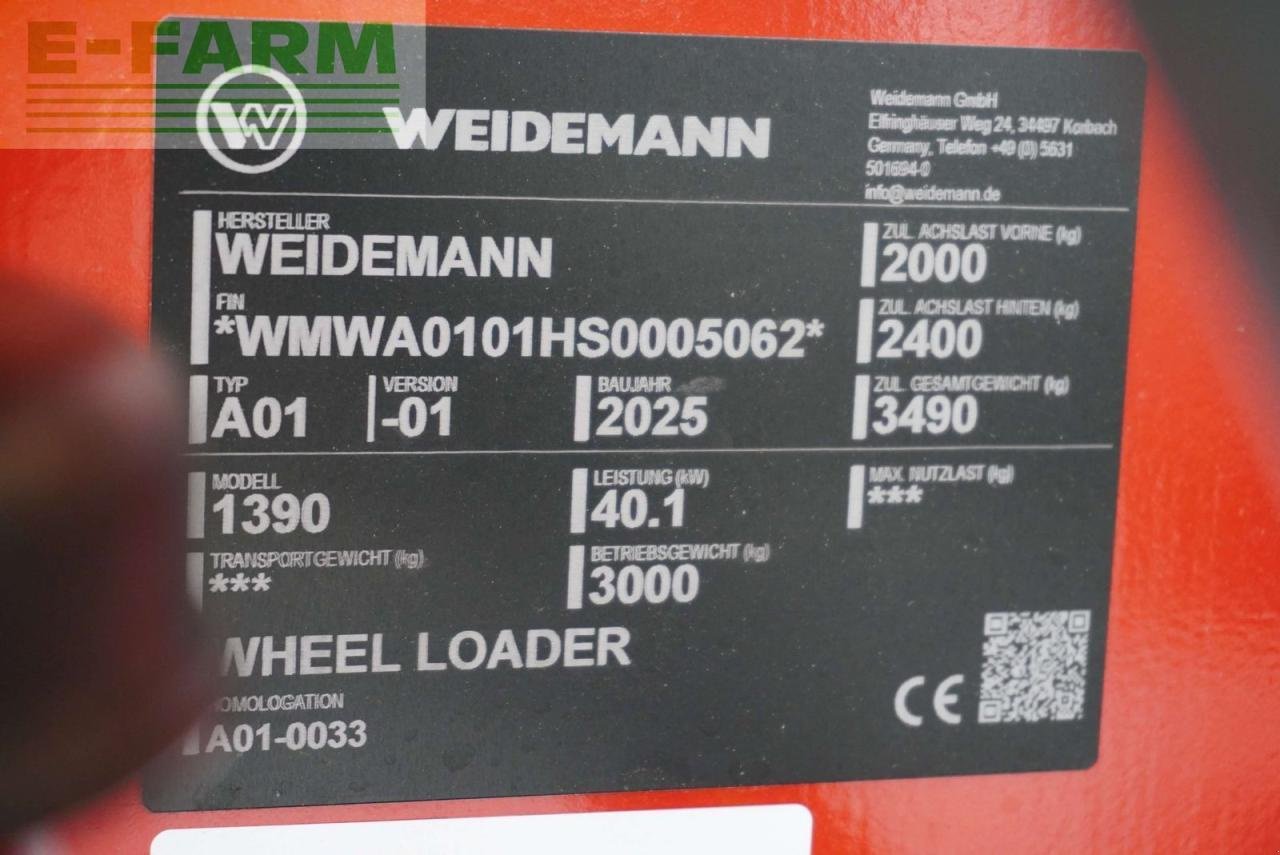 E-FARM
W WEIDEMANN
Weidemann GmbH
Elfringhäuser Weg 24, 34497 Korbach
Germany, Telefon +49 (0) 5631
501694-0
info@weidemann.de
HERSTELLER
WEIDEMANN
FIN
*WMWA0101HS0005062*
TYP
A01
VERSION
-01
BAUJAHR
2025
ZUL. ACHSLAST VORNE (kg)
2000
ZUL. ACHSLAST HINTEN (kg)
2400
ZUL. GESAMTGEWICHT (kg)
3490
MODELL
1390
LEISTUNG (kW)
40.1
MAX. NUTZLAST (kg)
***
TRANSPORTGEWICHT (kg)
***
BETRIEBSGEWICHT (kg)
3000
WHEEL LOADER
OMOLOGATION
A01-0033
CE